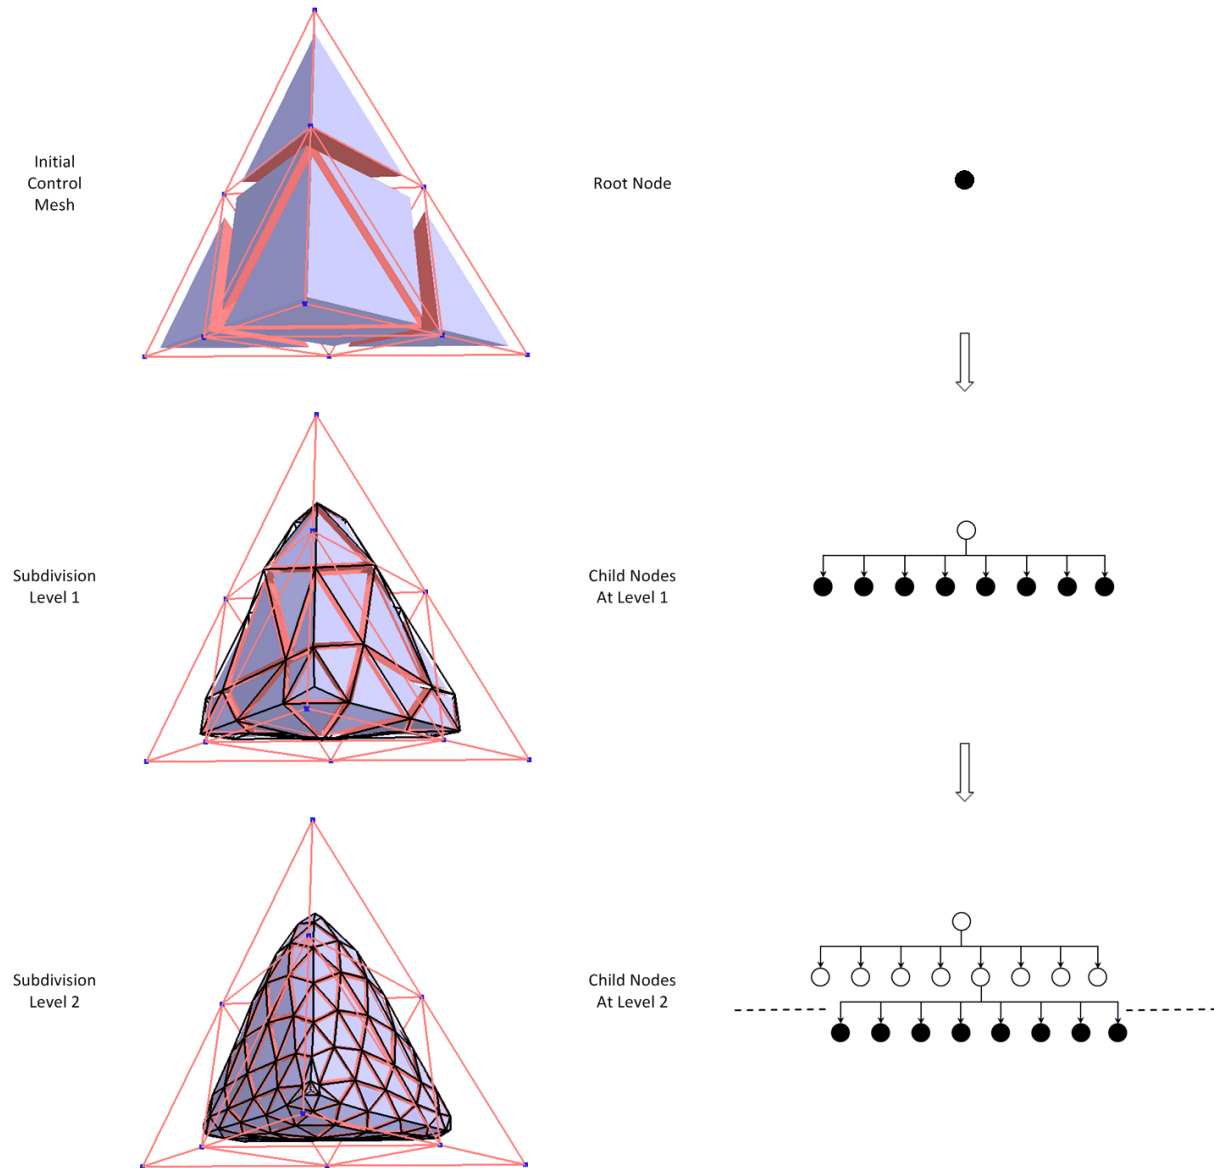 Initial
Control
Mesh
Root Node
Subdivision
Level 1
Child Nodes
At Level 1
Subdivision
Level 2
Child Nodes
At Level 2